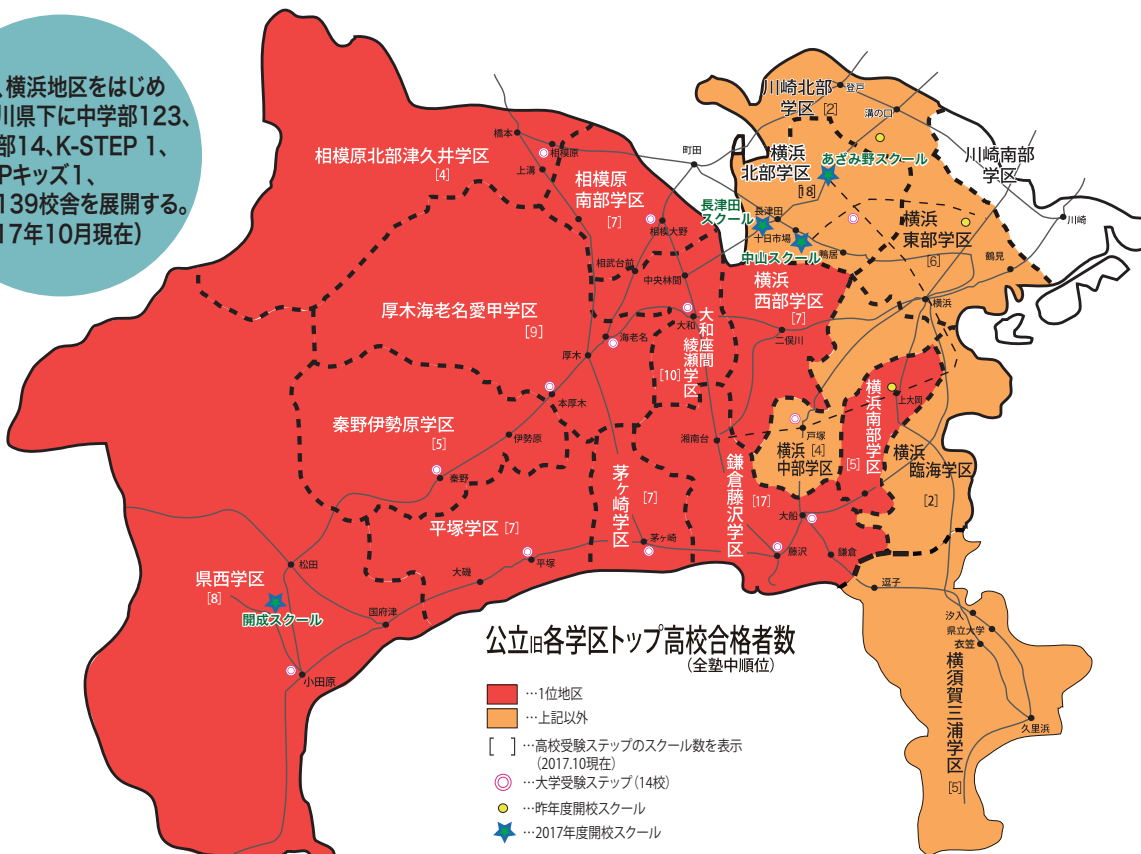 、横浜地区をはじめ
川県下に中学部123、
部14、K-STEP 1、
Pキッズ1、
139校舎を展開する。
17年10月現在）
川崎北部
学区 [2]
登戸
溝の口
橋本
相模原
上溝
町田
相模原北部津久井学区
[4]
相模原
南部学区
[7]
横浜
北部学区
[18]
あざみ野スクール
川崎南部
学区
川崎
長津田
スクール
長津田
十日市場
中山スクール
鴨居
横浜
東部学区
[6]
鶴見
相模大野
相武台前
中央林間
横浜
西部学区
[7]
横浜
厚木海老名愛甲学区
[9]
大和
大和座間
綾瀬学区
[10]
二俣川
海老名
厚木
本厚木
横浜南部学区
[5]
上大岡
秦野伊勢原学区
[5]
伊勢原
秦野
湘南台
戸塚
横浜 [4]
中部学区
横浜
臨海学区
[2]
茅ヶ崎学区
[7]
鎌倉藤沢学区
[17]
大船
平塚学区 [7]
茅ヶ崎
藤沢
鎌倉
平塚
大磯
松田
県西学区
[8]
開成スクール
国府津
小田原
逗子
汐入
県立大学
衣笠
横須賀三浦学区
[5]
久里浜
公立旧各学区トップ高校合格者数
（全塾中順位）
…1位地区
…上記以外
[ ] …高校受験ステップのスクール数を表示
（2017.10現在）
…大学受験ステップ（14校）
…昨年度開校スクール
…2017年度開校スクール